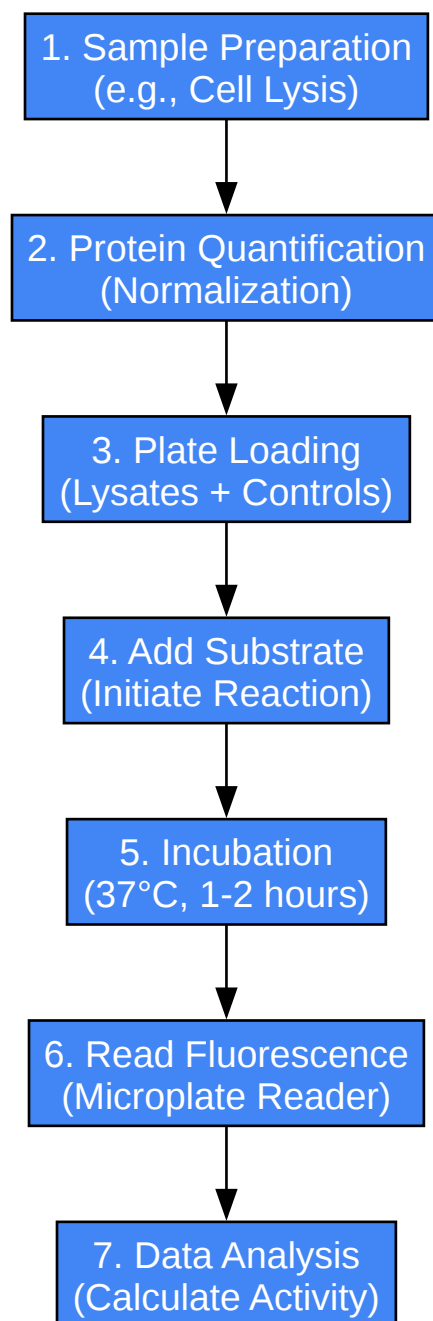 1. Sample Preparation
(e.g., Cell Lysis)
2. Protein Quantification
(Normalization)
3. Plate Loading
(Lysates + Controls)
4. Add Substrate
(Initiate Reaction)
5. Incubation
(37°C, 1-2 hours)
6. Read Fluorescence
(Microplate Reader)
7. Data Analysis
(Calculate Activity)